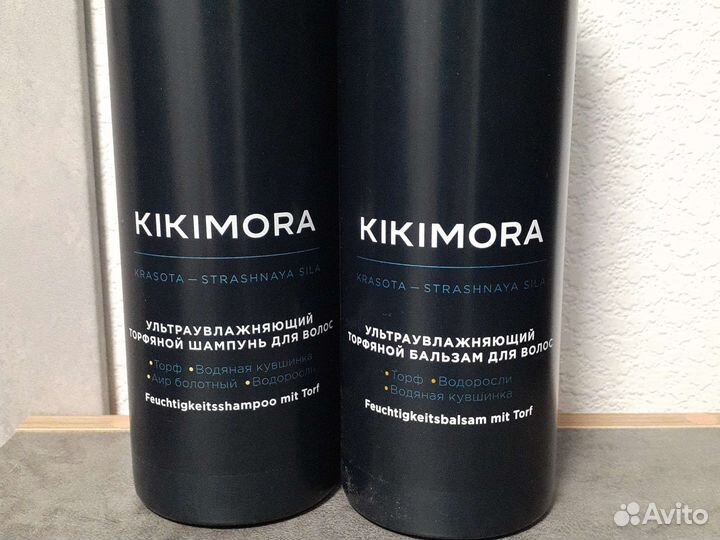 KIKIMORA
KRASOTA — STRASHNAYA SILA
УЛЬТРАУВЛАЖНЯЮЩИЙ
ТОРФЯНОЙ ШАМПУНЬ ДЛЯ ВОЛОС
•Торф •Водяная кувшинка
•Аир болотный •Водоросли
Feuchtigkeitsshampoo mit Torf
KIKIMORA
KRASOTA — STRASHNAYA SILA
УЛЬТРАУВЛАЖНЯЮЩИЙ
ТОРФЯНОЙ БАЛЬЗАМ ДЛЯ ВОЛОС
•Торф •Водоросли
•Водяная кувшинка
Feuchtigkeitsbalsam mit Torf
Avito